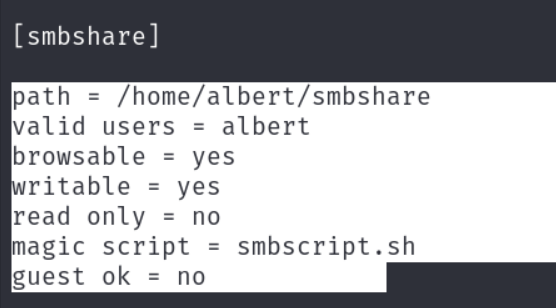 [smbshare]
path = /home/albert/smbshare
valid users = albert
browsable = yes
writable = yes
read only = no
magic script = smbscript.sh
guest ok = no